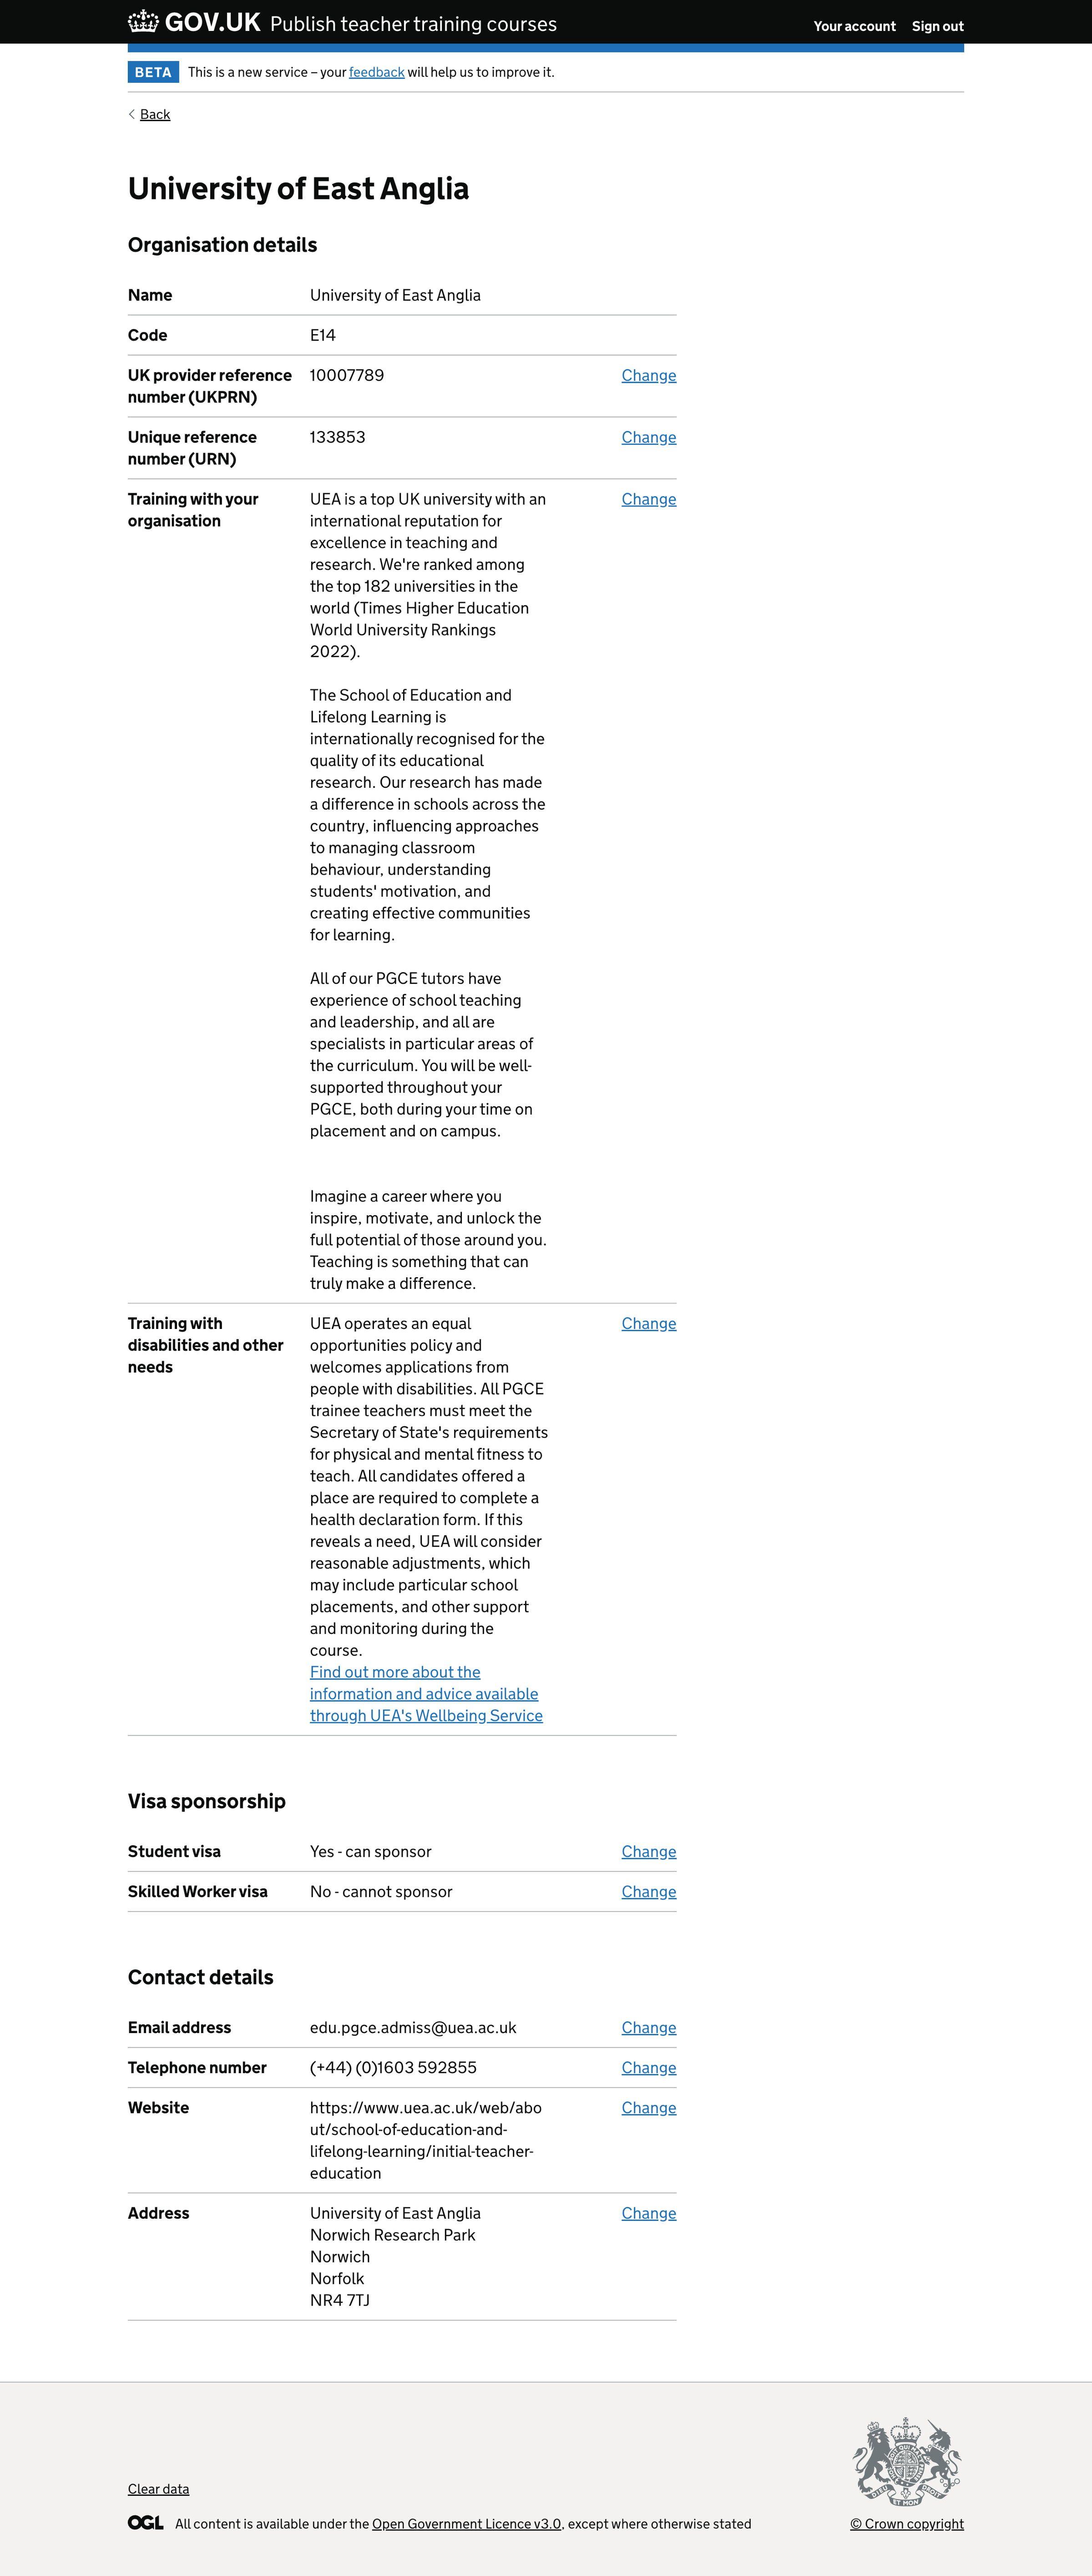 GOV.UK Publish teacher training courses
Your account Sign out
BETA This is a new service – your feedback will help us to improve it.
Back
University of East Anglia
Organisation details
Name University of East Anglia
Code E14
UK provider reference number (UKPRN) 10007789 Change
Unique reference number (URN) 133853 Change
Training with your organisation Change
UEA is a top UK university with an
international reputation for
excellence in teaching and
research. We're ranked among
the top 182 universities in the
world (Times Higher Education
World University Rankings
2022).
The School of Education and
Lifelong Learning is
internationally recognised for the
quality of its educational
research. Our research has made
a difference in schools across the
country, influencing approaches
to managing classroom
behaviour, understanding
students' motivation, and
creating effective communities
for learning.
All of our PGCE tutors have
experience of school teaching
and leadership, and all are
specialists in particular areas of
the curriculum. You will be well-
supported throughout your
PGCE, both during your time on
placement and on campus.
Imagine a career where you
inspire, motivate, and unlock the
full potential of those around you.
Teaching is something that can
truly make a difference.
Training with disabilities and other needs Change
UEA operates an equal
opportunities policy and
welcomes applications from
people with disabilities. All PGCE
trainee teachers must meet the
Secretary of State's requirements
for physical and mental fitness to
teach. All candidates offered a
place are required to complete a
health declaration form. If this
reveals a need, UEA will consider
reasonable adjustments, which
may include particular school
placements, and other support
and monitoring during the
course.
Find out more about the
information and advice available
through UEA's Wellbeing Service
Visa sponsorship
Student visa Yes - can sponsor Change
Skilled Worker visa No - cannot sponsor Change
Contact details
Email address edu.pgce.admiss@uea.ac.uk Change
Telephone number (+44) (0)1603 592855 Change
Website https://www.uea.ac.uk/web/abo Change
ut/school-of-education-and-
lifelong-learning/initial-teacher-
education
Address University of East Anglia Change
Norwich Research Park
Norwich
Norfolk
NR4 7TJ
Clear data
OGL All content is available under the Open Government Licence v3.0, except where otherwise stated
© Crown copyright